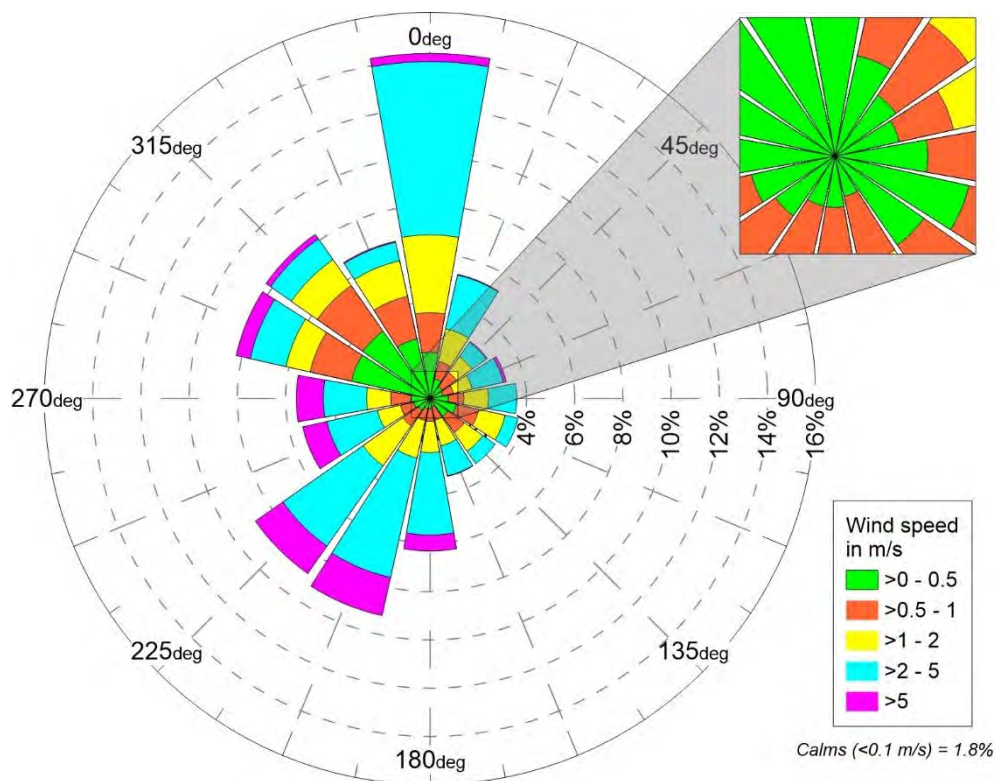 0deg
315deg
45deg
270deg
90deg
4%
6%
8%
10%
12%
14%
16%
225deg
135deg
180deg
Wind speed
in m/s
>0 - 0.5
>0.5 - 1
>1 - 2
>2 - 5
>5
Calms (<0.1 m/s) = 1.8%